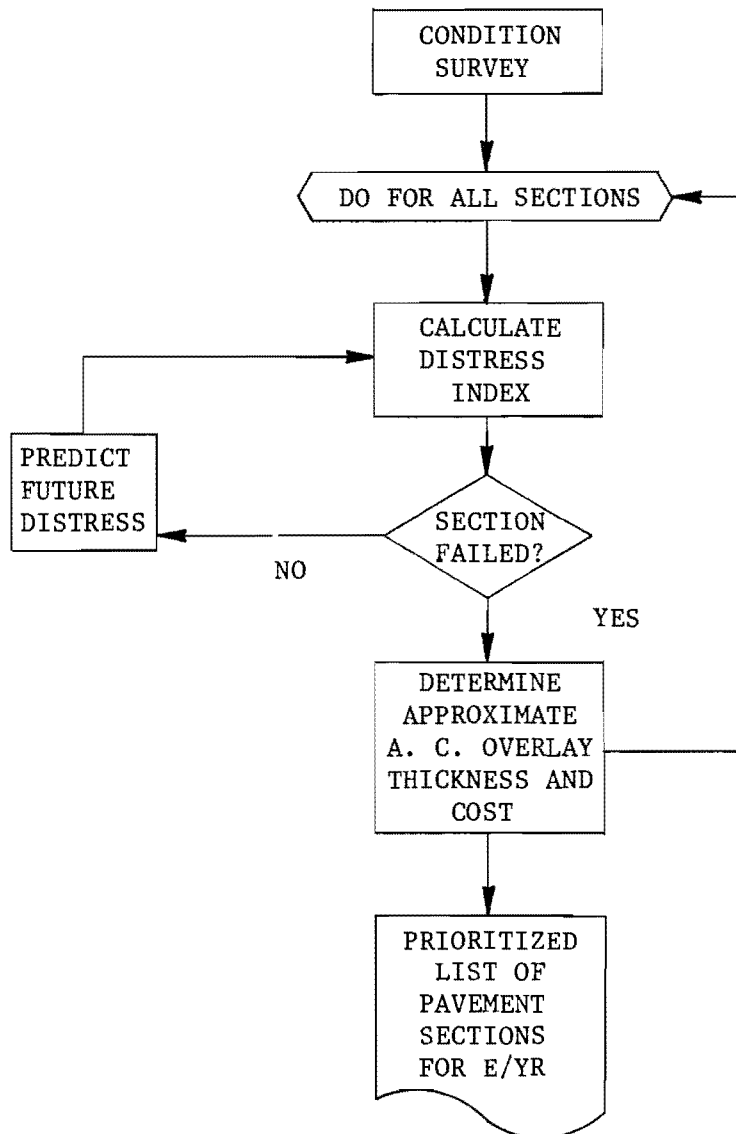 CONDITION
SURVEY
DO FOR ALL SECTIONS
CALCULATE
DISTRESS
INDEX
PREDICT
FUTURE
DISTRESS
SECTION
FAILED?
NO
YES
DETERMINE
APPROXIMATE
A. C. OVERLAY
THICKNESS AND
COST
PRIORITIZED
LIST OF
PAVEMENT
SECTIONS
FOR E/YR